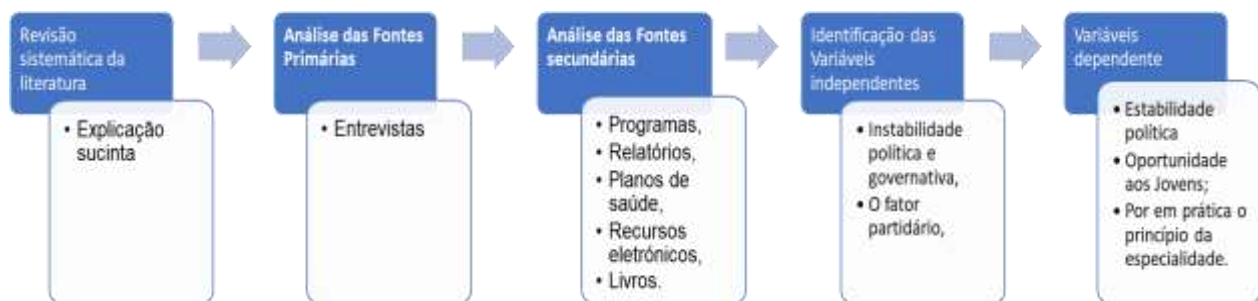 Revisão
sistemática da
literatura
• Explicação
sucinta
Análise das Fontes
Primárias
• Entrevistas
Análise das Fontes
secundárias
• Programas,
• Relatórios,
• Planos de
saúde,
• Recursos
eletrónicos,
• Livros.
Identificação das
Variáveis
independentes
• Instabilidade
política e
governativa,
• O fator
partidário,
Variáveis
dependente
• Estabilidade
política
• Oportunidade
aos Jovens;
• Por em prática o
princípio da
especialidade.